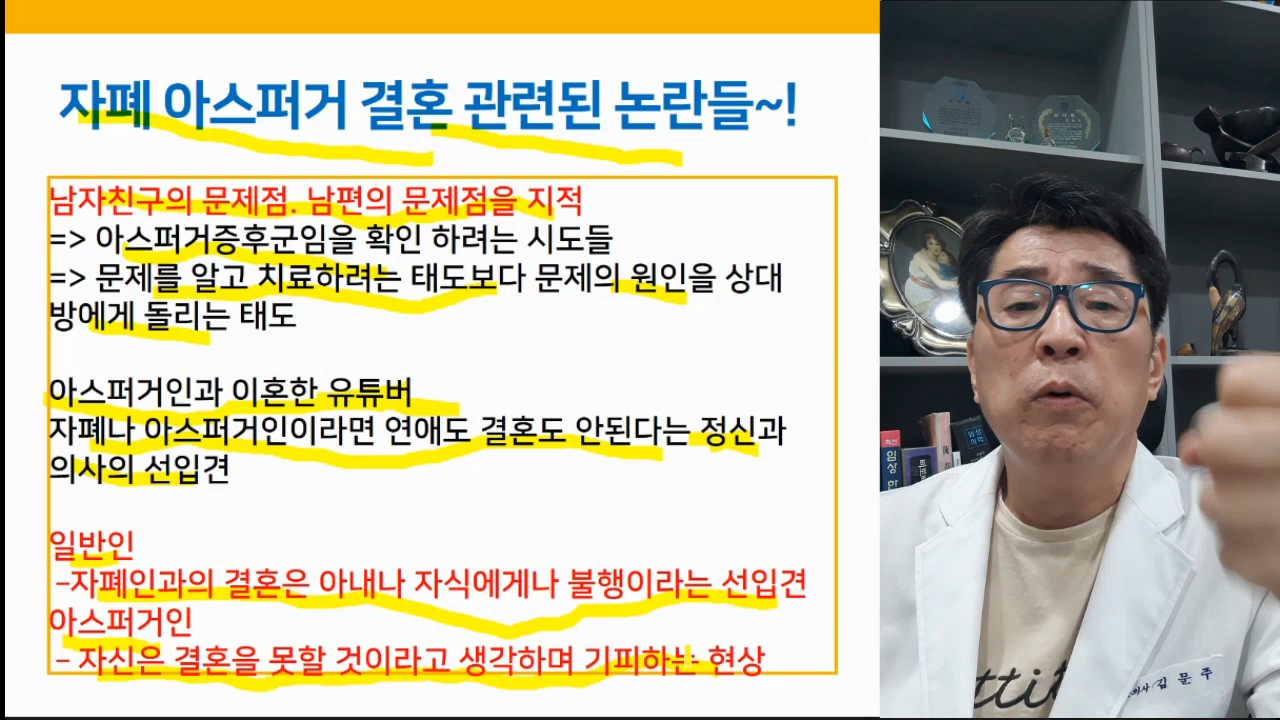 자폐 아스퍼거 결혼 관련된 논란들~!
남자친구의 문제점. 남편의 문제점을 지적
=> 아스퍼거증후군임을 확인 하려는 시도들
=> 문제를 알고 치료하려는 태도보다 문제의 원인을 상대
방에게 돌리는 태도
아스퍼거인과 이혼한 유튜버
자폐나 아스퍼거인이라면 연애도 결혼도 안된다는 정신과
의사의 선입견
일반인
-자폐인과의 결혼은 아내나 자식에게나 불행이라는 선입견
아스퍼거인
- 자신은 결혼을 못할 것이라고 생각하며 기피하는 현상
김문주